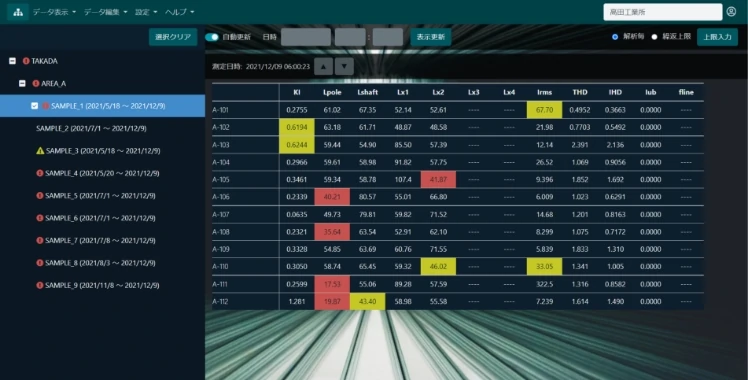 データ表示 データ編集 設定 ヘルプ 高田工業所
選択クリア 自動更新 日時 : 表示更新 解析毎 繰返上限 上限入力
TAKADA
AREA_A
SAMPLE_1 (2021/5/18 ～ 2021/12/9)
SAMPLE_2 (2021/7/1 ～ 2021/12/9)
SAMPLE_3 (2021/5/18 ～ 2021/12/9)
SAMPLE_4 (2021/5/20 ～ 2021/12/9)
SAMPLE_5 (2021/7/1 ～ 2021/12/9)
SAMPLE_6 (2021/7/1 ～ 2021/12/9)
SAMPLE_7 (2021/7/8 ～ 2021/12/9)
SAMPLE_8 (2021/8/3 ～ 2021/12/9)
SAMPLE_9 (2021/11/8 ～ 2021/12/9)
測定日時: 2021/12/09 06:00:23
KI Lpole Lshaft Lx1 Lx2 Lx3 Lx4 Irms THD IHD Iub fline
A-101 0.2755 61.02 67.35 52.14 52.61 ---- ---- 67.70 0.4952 0.3663 0.0000 ----
A-102 0.6194 63.18 61.71 48.87 48.58 ---- ---- 21.98 0.7703 0.5492 0.0000 ----
A-103 0.6244 59.44 54.90 85.50 57.39 ---- ---- 12.14 2.391 2.136 0.0000 ----
A-104 0.2966 59.61 58.98 91.82 57.75 ---- ---- 26.52 1.069 0.9056 0.0000 ----
A-105 0.3461 59.34 58.78 107.4 41.87 ---- ---- 9.396 1.852 1.692 0.0000 ----
A-106 0.2339 40.21 80.57 55.01 66.80 ---- ---- 6.009 1.023 0.6291 0.0000 ----
A-107 0.0635 49.73 79.81 59.82 71.52 ---- ---- 14.68 1.201 0.8163 0.0000 ----
A-108 0.2321 35.64 63.54 52.91 62.10 ---- ---- 8.299 1.075 0.7172 0.0000 ----
A-109 0.3328 54.85 63.69 60.76 71.55 ---- ---- 5.839 1.833 1.310 0.0000 ----
A-110 0.3050 58.74 65.45 59.32 46.02 ---- ---- 33.05 1.341 1.005 0.0000 ----
A-111 0.2599 17.53 55.06 89.28 57.59 ---- ---- 322.5 1.316 0.8582 0.0000 ----
A-112 1.281 19.87 43.40 58.98 55.58 ---- ---- 7.239 1.614 1.490 0.0000 ----